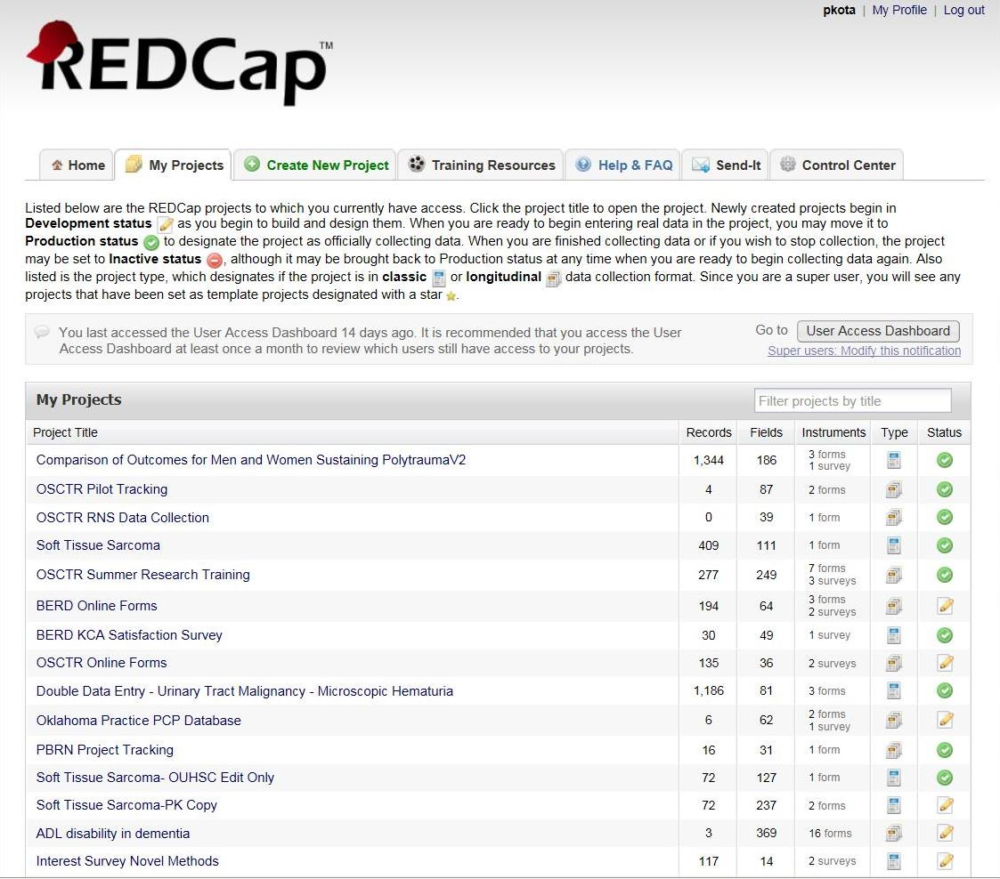 pkota | My Profile | Log out
REDCap™
Home
My Projects
Create New Project
Training Resources
Help & FAQ
Send-It
Control Center
Listed below are the REDCap projects to which you currently have access. Click the project title to open the project. Newly created projects begin in
Development status as you begin to build and design them. When you are ready to begin entering real data in the project, you may move it to
Production status to designate the project as officially collecting data. When you are finished collecting data or if you wish to stop collection, the project
may be set to Inactive status , although it may be brought back to Production status at any time when you are ready to begin collecting data again. Also
listed is the project type, which designates if the project is in classic or longitudinal data collection format. Since you are a super user, you will see any
projects that have been set as template projects designated with a star .
You last accessed the User Access Dashboard 14 days ago. It is recommended that you access the User
Access Dashboard at least once a month to review which users still have access to your projects.
Go to User Access Dashboard
Super users: Modify this notification
My Projects
Filter projects by title
Project Title Records Fields Instruments Type Status
Comparison of Outcomes for Men and Women Sustaining PolytraumaV2 1,344 186 3 forms
1 survey
OSCTR Pilot Tracking 4 87 2 forms
OSCTR RNS Data Collection 0 39 1 form
Soft Tissue Sarcoma 409 111 1 form
OSCTR Summer Research Training 277 249 7 forms
3 surveys
BERD Online Forms 194 64 3 forms
2 surveys
BERD KCA Satisfaction Survey 30 49 1 survey
OSCTR Online Forms 135 36 2 surveys
Double Data Entry - Urinary Tract Malignancy - Microscopic Hematuria 1,186 81 3 forms
Oklahoma Practice PCP Database 6 62 2 forms
1 survey
PBRN Project Tracking 16 31 1 form
Soft Tissue Sarcoma- OUHSC Edit Only 72 127 1 form
Soft Tissue Sarcoma-PK Copy 72 237 2 forms
ADL disability in dementia 3 369 16 forms
Interest Survey Novel Methods 117 14 2 surveys